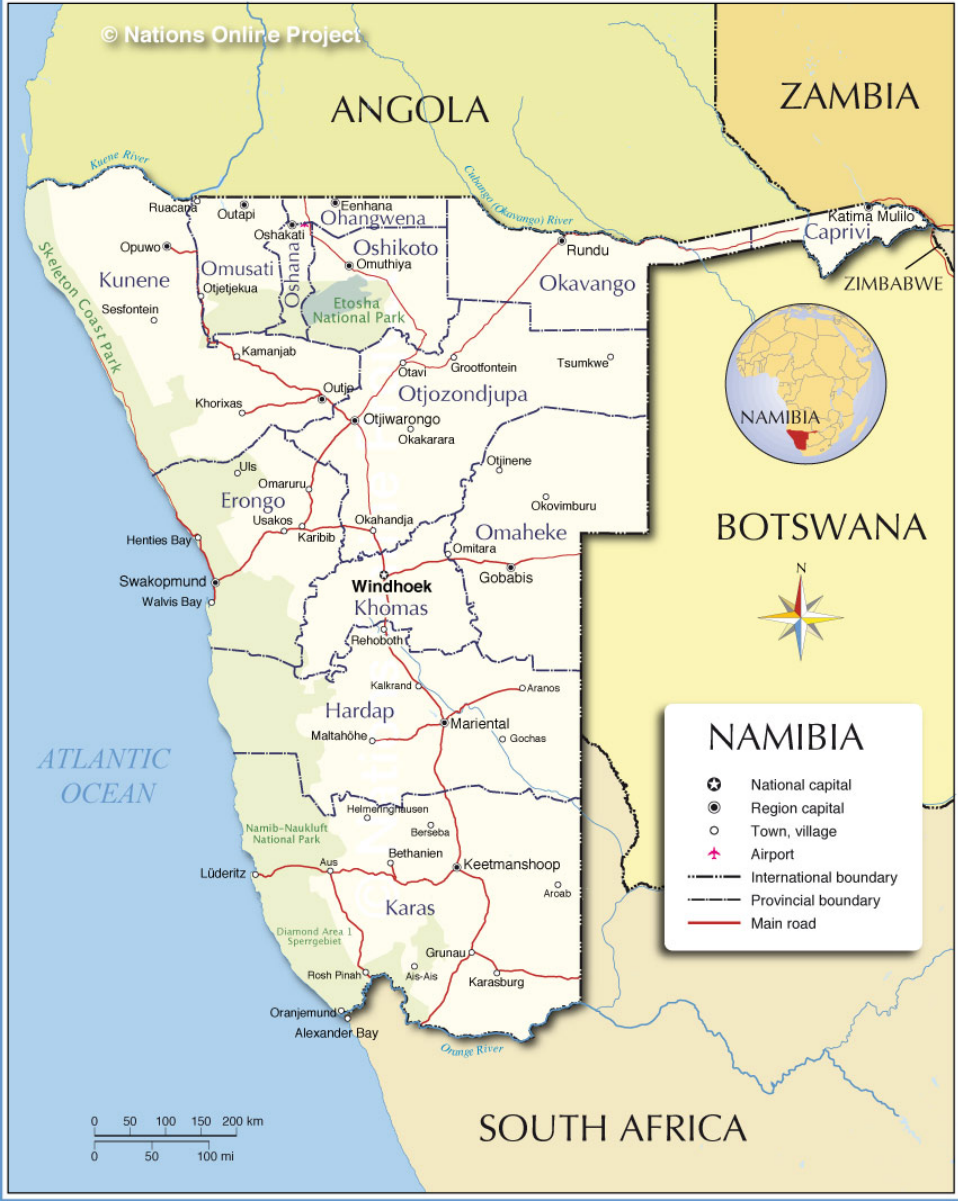 © Nations Online Project
ANGOLA
ZAMBIA
Kuene River
Cubango (Okavango) River
Ruacana
Outapi
Eenhana
Ohangwena
Oshakati
Katima Mulilo
Caprivi
Opuwo
Oshikoto
Rundu
Kunene
Omusati
Oshana
Omuthiya
Okavango
ZIMBABWE
Otjetjekua
Skeleton Coast Park
Sesfontein
Etosha
National Park
Kamanjab
Otavi
Grootfontein
Tsumkwe
Outjo
Otjozondjupa
Khorixas
Otjiwarongo
Okakarara
NAMIBIA
Uls
Otjinene
Omaruru
Erongo
Okovimburu
Usakos
Karibib
Okahandja
Omaheke
BOTSWANA
Henties Bay
Omitara
Swakopmund
Windhoek
Gobabis
N
Walvis Bay
Khomas
Rehoboth
Kalkrand
Aranos
Hardap
Mariental
Maltahöhe
Gochas
ATLANTIC
OCEAN
NAMIBIA
National capital
Region capital
Town, village
Airport
International boundary
Provincial boundary
Main road
Helmeringhausen
Berseba
Namib-Naukluft
National Park
Bethanien
Lüderitz
Aus
Keetmanshoop
Aroab
Karas
Diamond Area 1
Sperrgebiet
Grunau
Rosh Pinah
Ais-Ais
Karasburg
Oranjemund
Alexander Bay
Orange River
SOUTH AFRICA
0 50 100 150 200 km
0 50 100 mi